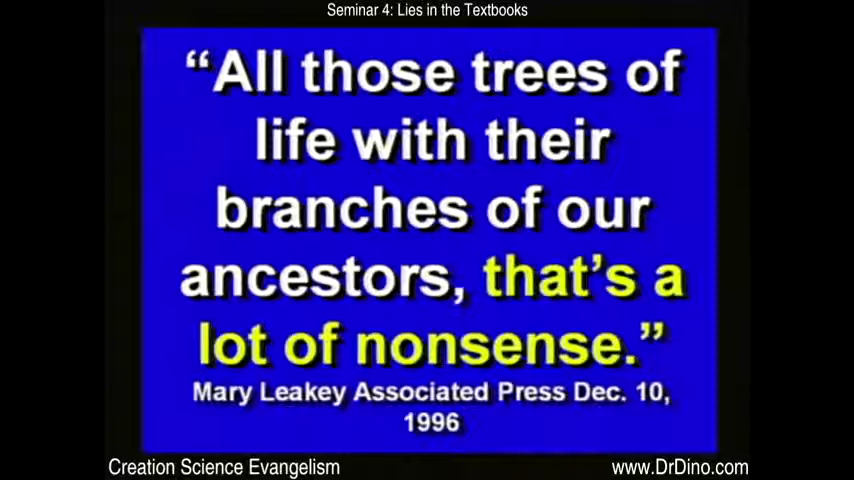 Seminar 4: Lies in the Textbooks
“All those trees of
life with their
branches of our
ancestors, that’s a
lot of nonsense.”
Mary Leakey Associated Press Dec. 10,
1996
Creation Science Evangelism
www.DrDino.com